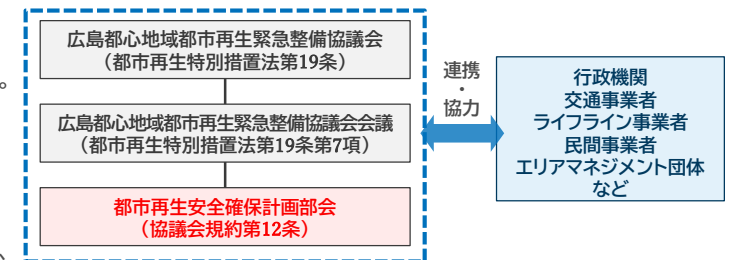 広島都心地域都市再生緊急整備協議会
（都市再生特別措置法第19条）
。
広島都心地域都市再生緊急整備協議会会議
（都市再生特別措置法第19条第7項）
都市再生安全確保計画部会
（協議会規約第12条）
連携
・
協力
行政機関
交通事業者
ライフライン事業者
民間事業者
エリアマネジメント団体
など